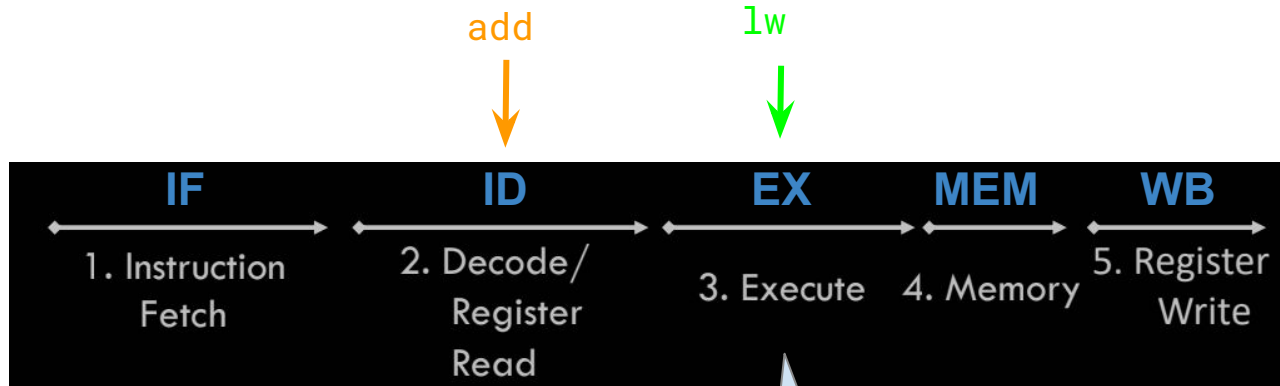 add
lw
IF
ID
EX
MEM
WB
1. Instruction
Fetch
2. Decode/
Register
Read
3. Execute
4. Memory
5. Register
Write